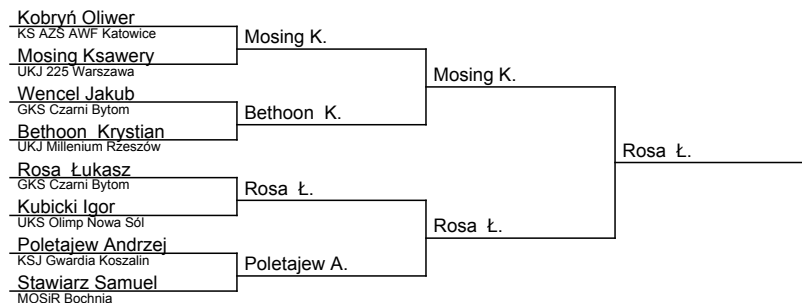 Kobryń Oliwer
KS AZS AWF Katowice
Mosing Ksawery
UKJ 225 Warszawa
Wencel Jakub
GKS Czarni Bytom
Bethoon Krystian
UKJ Millenium Rzeszów
Rosa Łukasz
GKS Czarni Bytom
Kubicki Igor
UKS Olimp Nowa Sól
Poletajew Andrzej
KSJ Gwardia Koszalin
Stawiarz Samuel
MOSiR Bochnia
Mosing K.
Bethoon K.
Rosa Ł.
Poletajew A.
Mosing K.
Rosa Ł.
Rosa Ł.